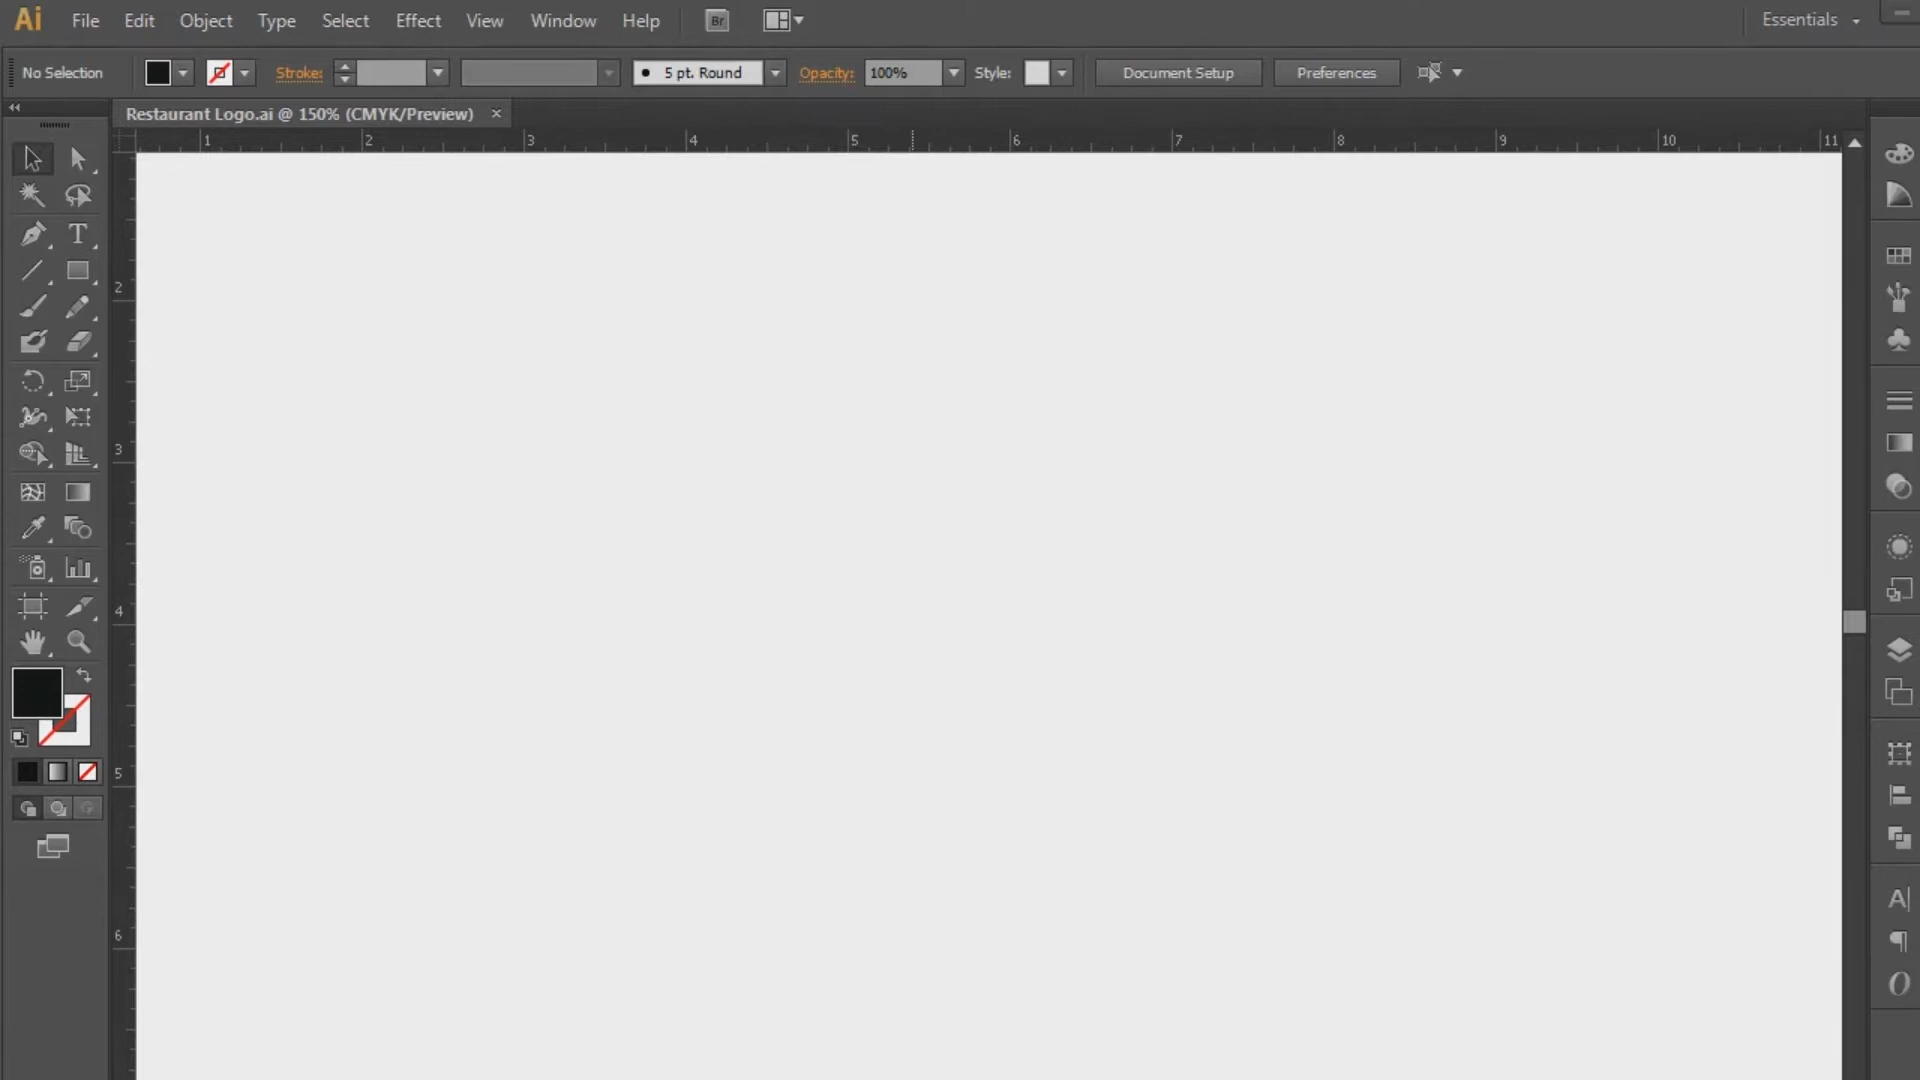 Ai File Edit Object Type Select Effect View Window Help Br Essentials
No Selection Stroke: 5 pt. Round Opacity: 100% Style: Document Setup Preferences
Restaurant Logo.ai @ 150% (CMYK/Preview) ×
1 2 3 4 5 6 7 8 9 10 11
T
2
3
4
5
6
A
O